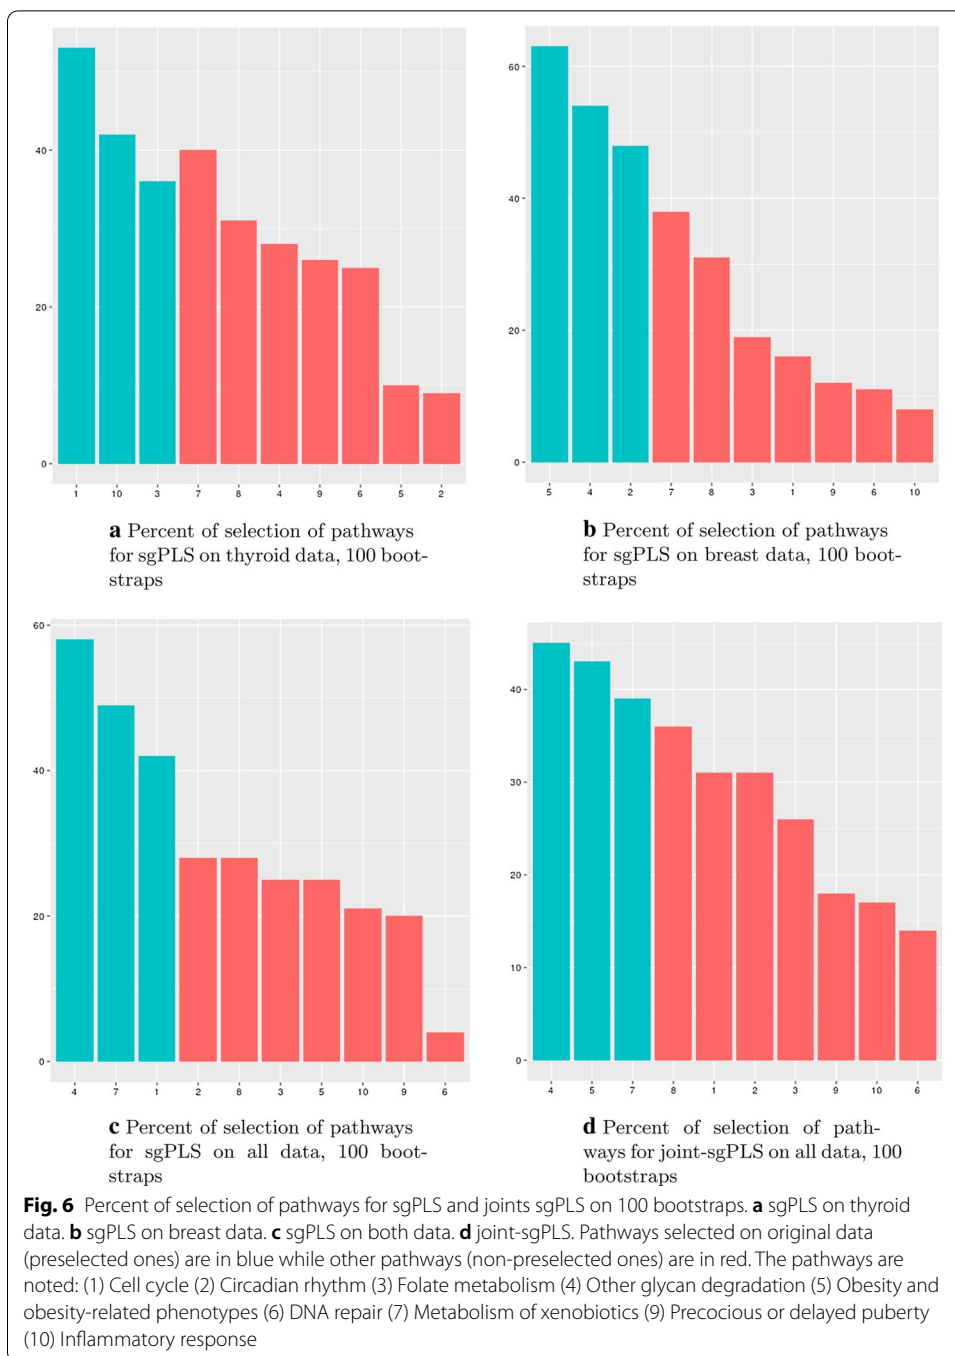 40
20
0
1 10 3 7 8 4 9 6 5 2
a Percent of selection of pathways
for sgPLS on thyroid data, 100 boot-
straps
60
40
20
0
5 4 2 7 8 3 1 9 6 10
b Percent of selection of pathways
for sgPLS on breast data, 100 boot-
straps
60
40
20
0
4 7 1 2 8 3 5 10 9 6
c Percent of selection of pathways
for sgPLS on all data, 100 boot-
straps
40
30
20
10
0
4 5 7 8 1 2 3 9 10 6
d Percent of selection of path-
ways for joint-sgPLS on all data, 100
bootstraps
Fig. 6 Percent of selection of pathways for sgPLS and joints sgPLS on 100 bootstraps. a sgPLS on thyroid
data. b sgPLS on breast data. c sgPLS on both data. d joint-sgPLS. Pathways selected on original data
(preselected ones) are in blue while other pathways (non-preselected ones) are in red. The pathways are
noted: (1) Cell cycle (2) Circadian rhythm (3) Folate metabolism (4) Other glycan degradation (5) Obesity and
obesity-related phenotypes (6) DNA repair (7) Metabolism of xenobiotics (9) Precocious or delayed puberty
(10) Inflammatory response